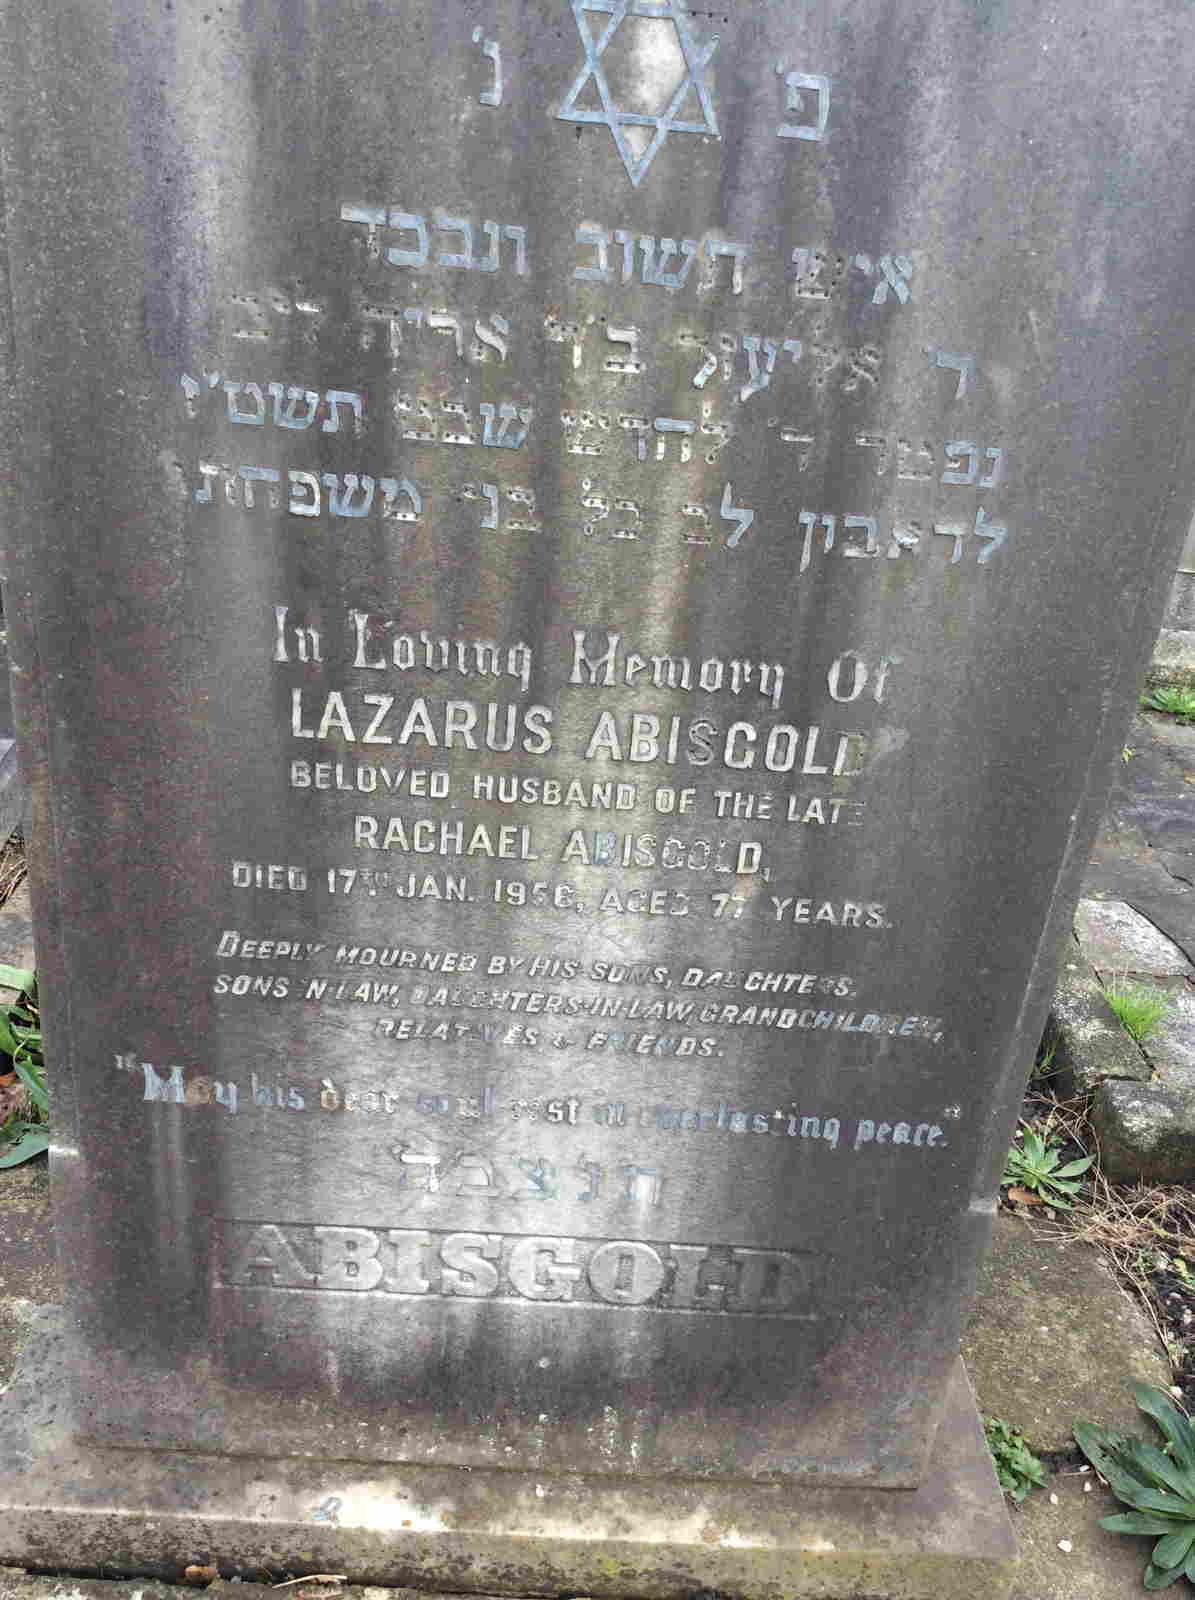 פ' נ'
איש חשוב ונכבד
ר' אליעזר ב'ר אריה ליב
נפטר ד' לחדש שבט תשט'ז
לדאבון לב כל בני משפחתו
In Loving Memory Of
LAZARUS ABISGOLD
BELOVED HUSBAND OF THE LATE
RACHAEL ABISGOLD,
DIED 17TH JAN. 1956, AGED 77 YEARS.
DEEPLY MOURNED BY HIS SONS, DAUGHTERS,
SONS-IN-LAW, DAUGHTERS-IN-LAW, GRANDCHILDREN,
RELATIVES & FRIENDS.
"May his dear soul rest in everlasting peace."
ת נ צ ב ה
ABISGOLD